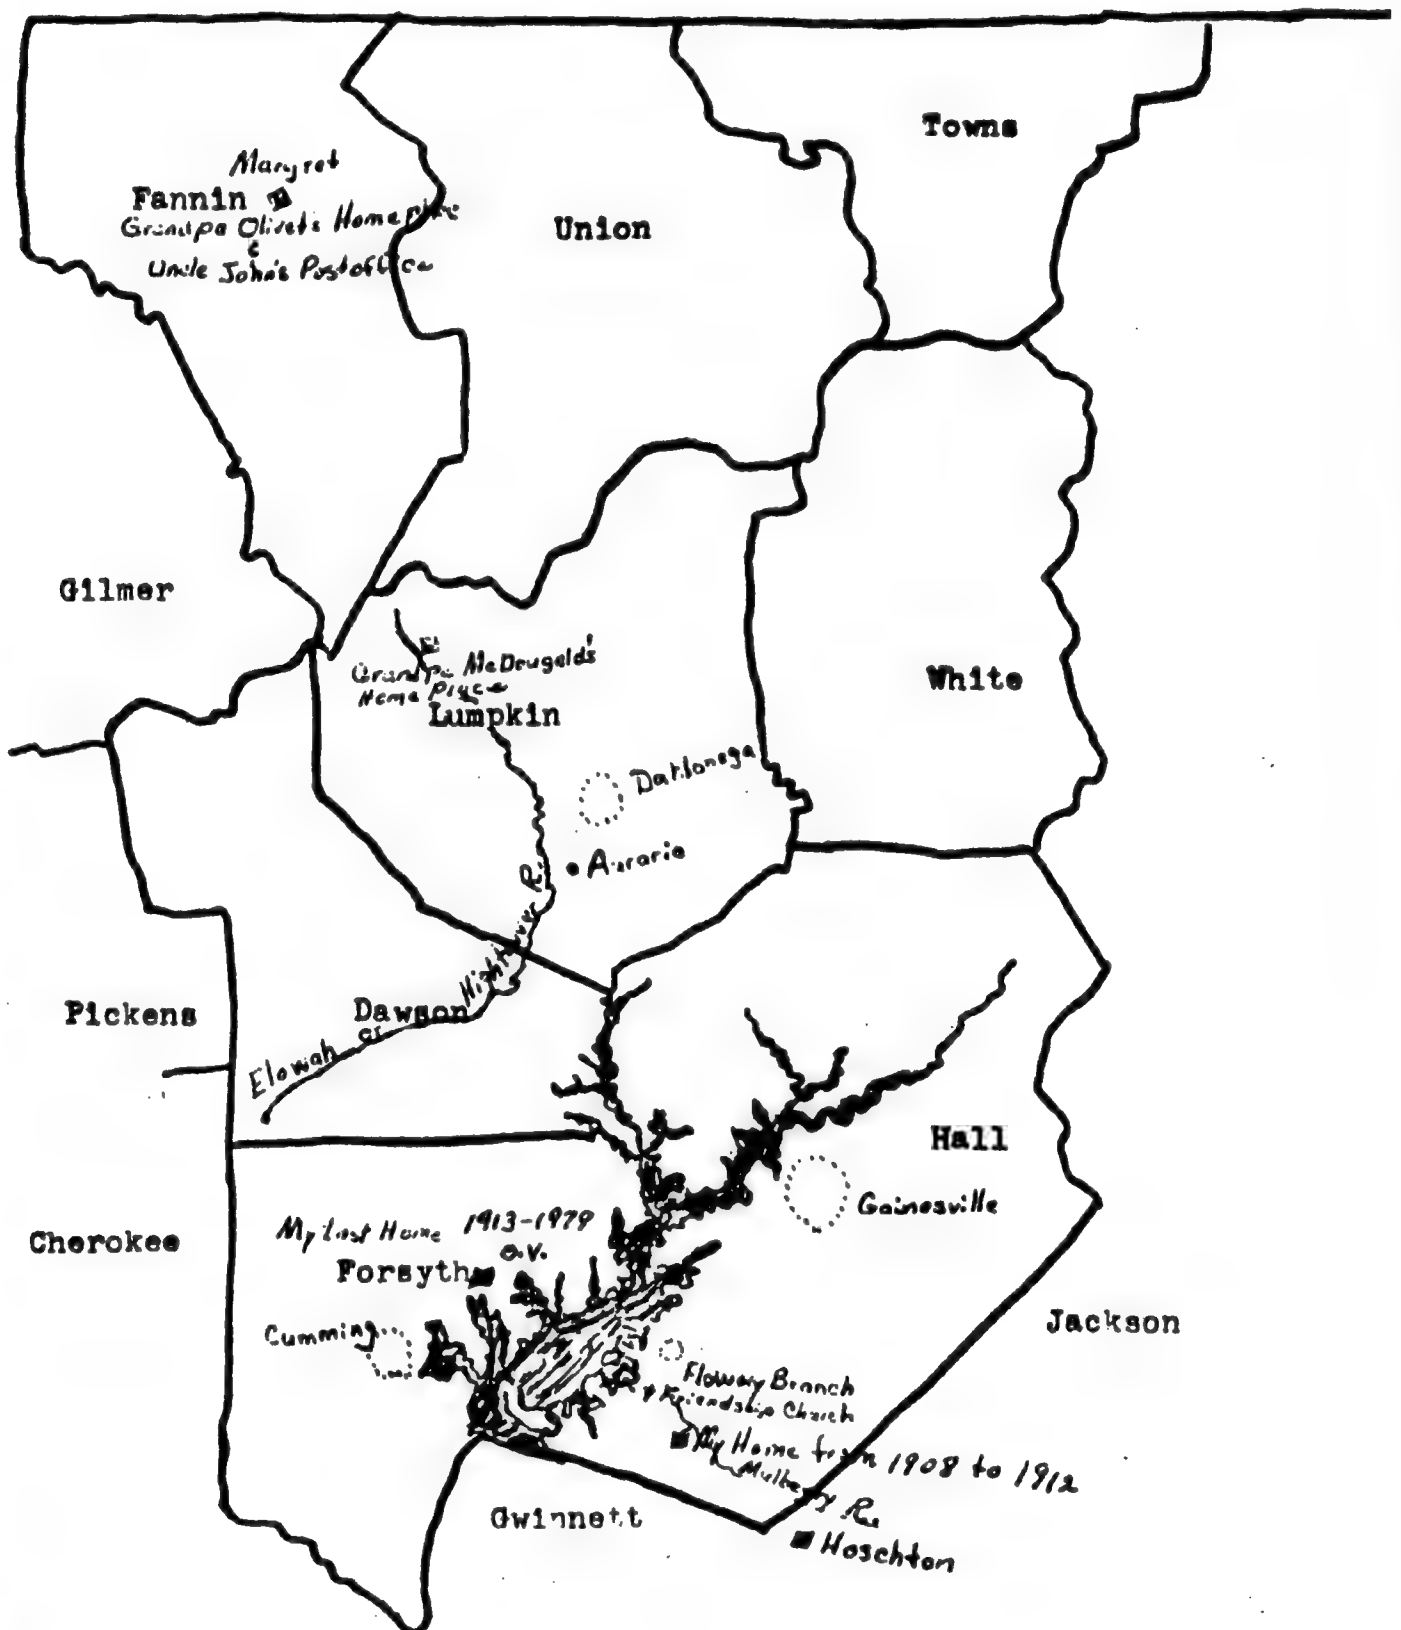 Towns
Margret
Fannin
Grandpa Olivet's Home place
&
Uncle John's Postoffice
Union
Gilmer
Grandpa McDougald's
Home Place
Lumpkin
White
Dahlonega
Auraria
Pickens
Dawson
Etowah or Hightower R.
Hall
Gainesville
Cherokee
My Last Home 1913-1979
O.V.
Forsyth
Cumming
Jackson
Flowery Branch
+ Friendship Church
My Home from 1908 to 1912
Mulberry R.
Gwinnett
Hoschton